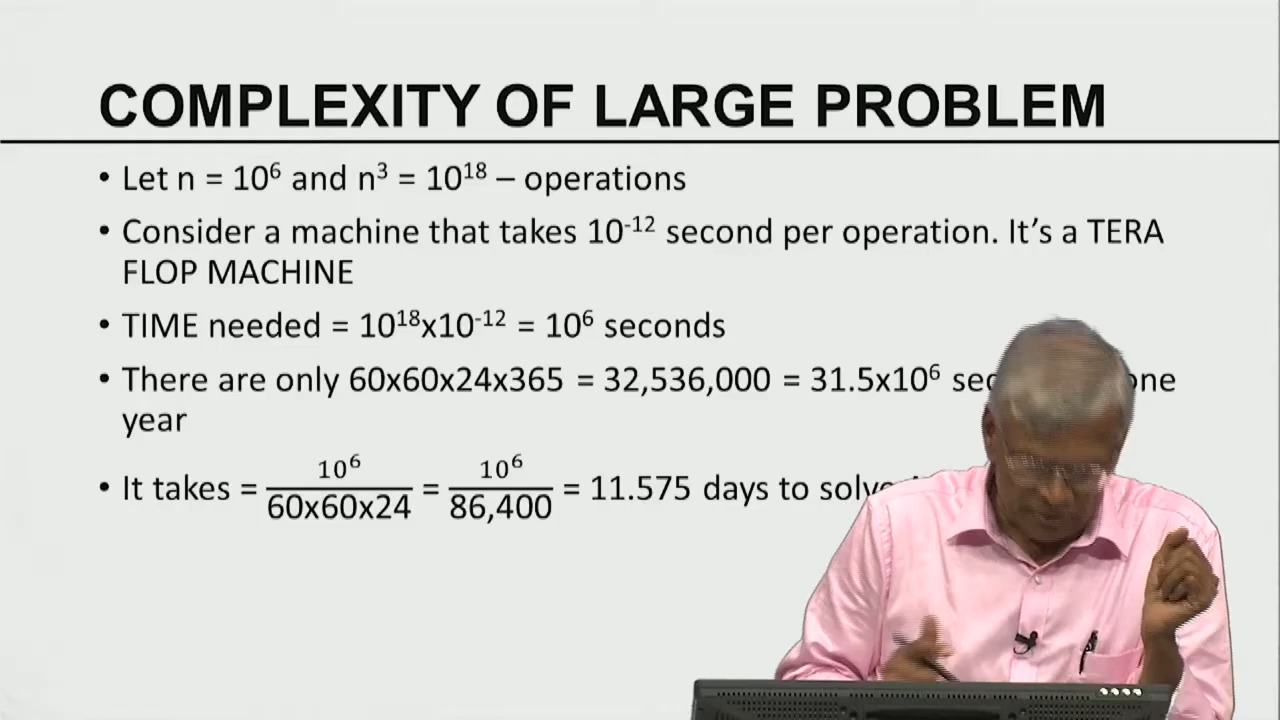 COMPLEXITY OF LARGE PROBLEM
• Let n = 10⁶ and n³ = 10¹⁸ – operations
• Consider a machine that takes 10⁻¹² second per operation. It’s a TERA
FLOP MACHINE
• TIME needed = 10¹⁸x10⁻¹² = 10⁶ seconds
• There are only 60x60x24x365 = 32,536,000 = 31.5x10⁶ one
year
• It takes = 10⁶/60x60x24 = 10⁶/86,400 = 11.575 days to